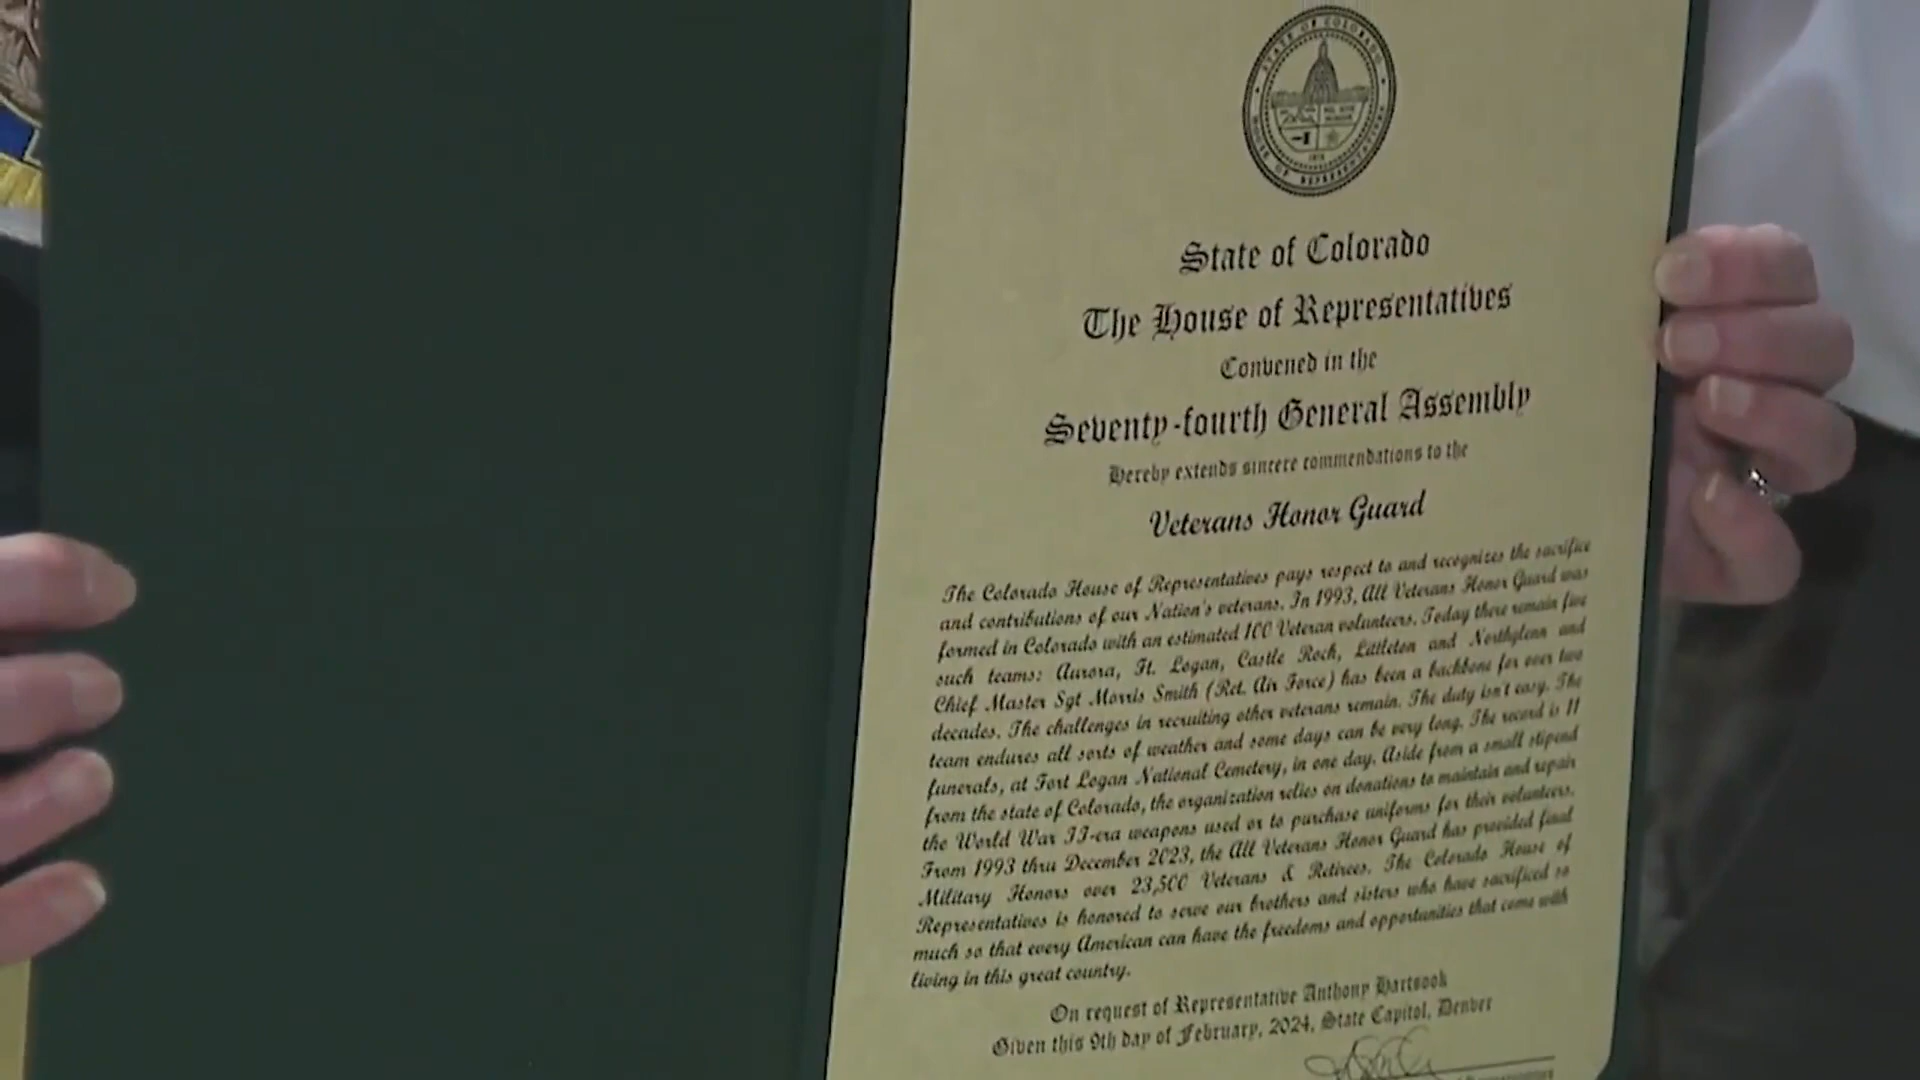 STATE OF COLORADO
HOUSE OF REPRESENTATIVES
State of Colorado
The House of Representatives
Convened in the
Seventy-fourth General Assembly
Hereby extends sincere commendations to the
Veterans Honor Guard
The Colorado House of Representatives pays respect to and recognizes the sacrifice
and contributions of our Nation's veterans. In 1993, All Veterans Honor Guard was
formed in Colorado with an estimated 100 Veteran volunteers. Today there remain five
such teams: Aurora, Ft. Logan, Castle Rock, Littleton and Northglenn and
Chief Master Sgt Morris Smith (Ret. Air Force) has been a backbone for over two
decades. The challenges in recruiting other veterans remain. The duty isn't easy. The
team endures all sorts of weather and some days can be very long. The record is 11
funerals, at Fort Logan National Cemetery, in one day. Aside from a small stipend
from the state of Colorado, the organization relies on donations to maintain and repair
the World War II-era weapons used or to purchase uniforms for their volunteers.
From 1993 thru December 2023, the All Veterans Honor Guard has provided final
Military Honors over 23,500 Veterans & Retirees. The Colorado House of
Representatives is honored to serve our brothers and sisters who have sacrificed so
much so that every American can have the freedoms and opportunities that come with
living in this great country.
On request of Representative Anthony Hartsook
Given this 9th day of February, 2024, State Capitol, Denver